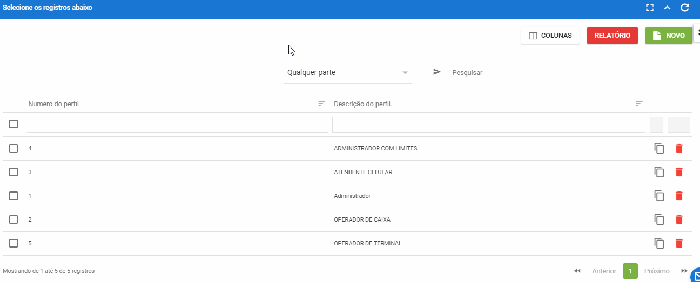 Selecione os registros abaixo
COLUNAS
RELATÓRIO
NOVO
Qualquer parte
Pesquisar
Numero do perfil
Descrição do perfil
4 ADMINISTRADOR COM LIMITES
3 ATENDENTE CELULAR
1 Administrador
2 OPERADOR DE CAIXA
5 OPERADOR DE TERMINAL
Mostrando de 1 até 5 de 5 registros
Anterior
1
Próximo